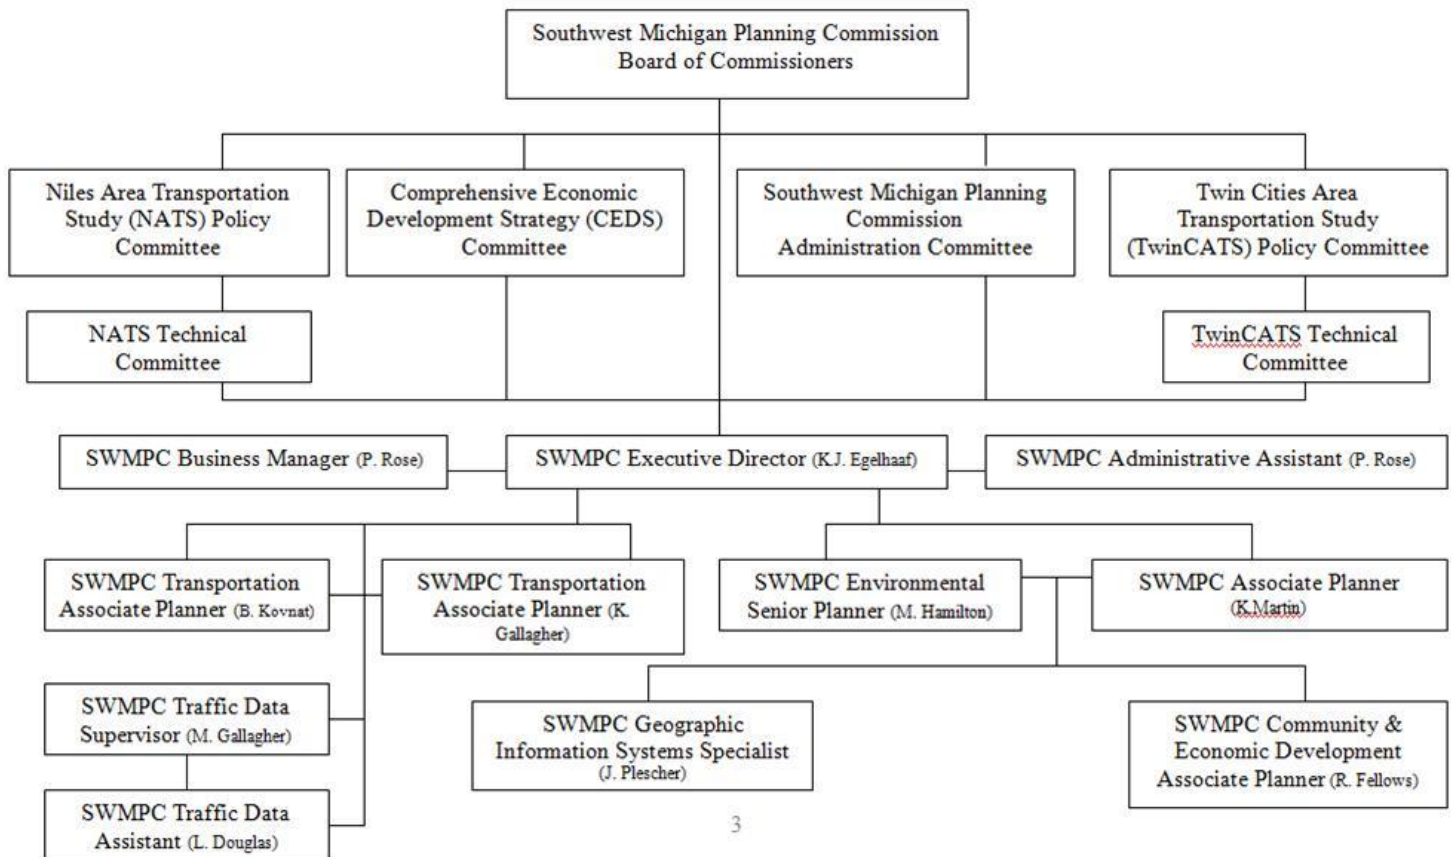 Southwest Michigan Planning Commission
Board of Commissioners
Niles Area Transportation
Study (NATS) Policy
Committee
Comprehensive Economic
Development Strategy (CEDS)
Committee
Southwest Michigan Planning
Commission
Administration Committee
Twin Cities Area
Transportation Study
(TwinCATS) Policy Committee
NATS Technical
Committee
TwinCATS Technical
Committee
SWMPC Business Manager (P. Rose)
SWMPC Executive Director (K.J. Egelhaaf)
SWMPC Administrative Assistant (P. Rose)
SWMPC Transportation
Associate Planner (B. Kovnat)
SWMPC Transportation
Associate Planner (K.
Gallagher)
SWMPC Environmental
Senior Planner (M. Hamilton)
SWMPC Associate Planner
(K.Martin)
SWMPC Traffic Data
Supervisor (M. Gallagher)
SWMPC Geographic
Information Systems Specialist
(J. Plescher)
SWMPC Community &
Economic Development
Associate Planner (R. Fellows)
SWMPC Traffic Data
Assistant (L. Douglas)
3